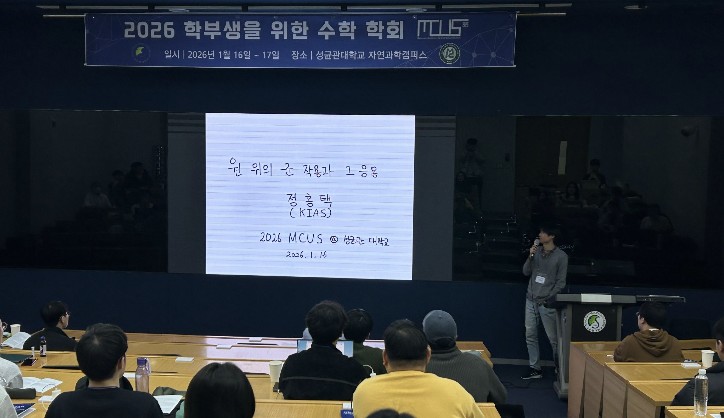 2026 학부생을 위한 수학 학회 MCUS
일시 | 2026년 1월 16일 ~ 17일 장소 | 성균관대학교 자연과학캠퍼스
원 위의 군 작용과 그 응용
정홍택
(KIAS)
2026 MCUS @ 성균관 대학교
2026. 1. 16